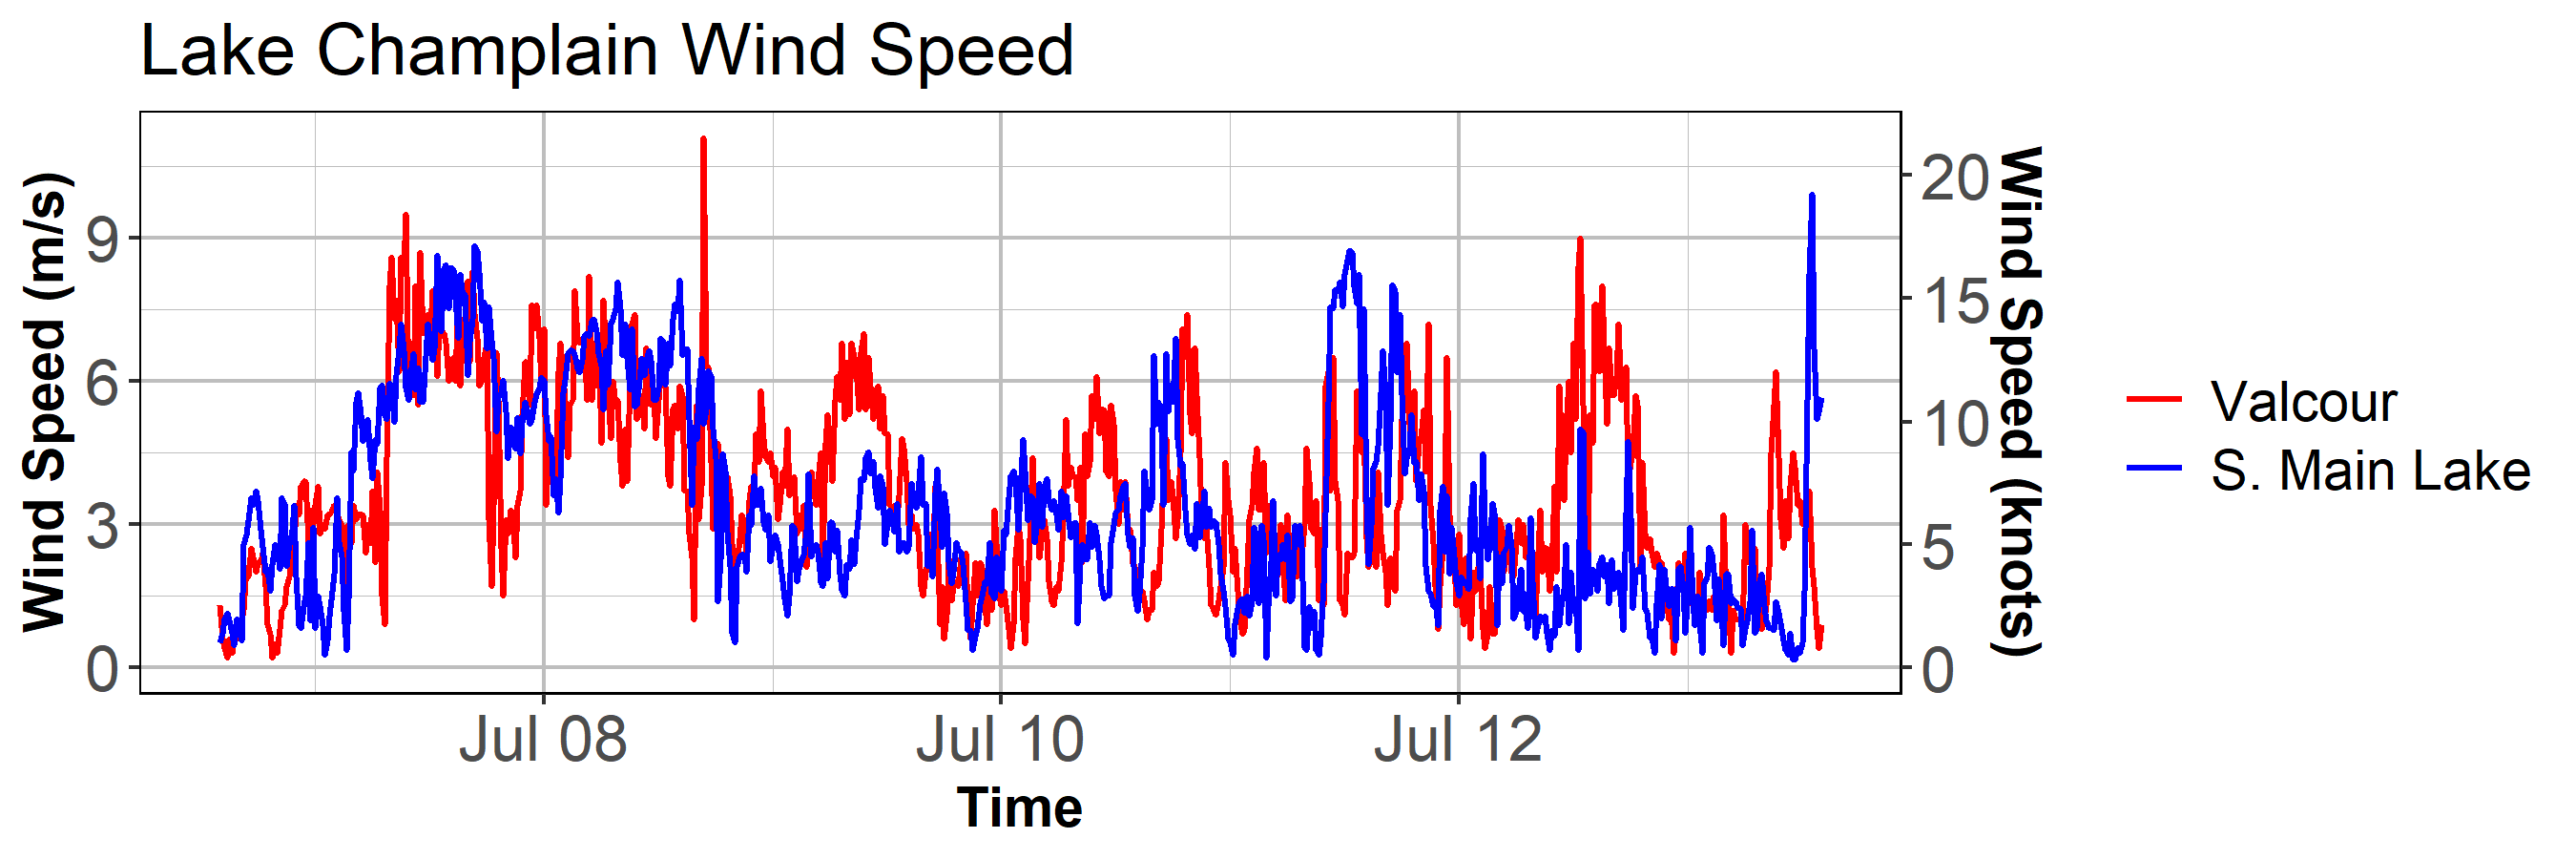 Lake Champlain Wind Speed
Wind Speed (m/s)
9
6
3
0
20
15
10
5
0
Wind Speed (knots)
Jul 08
Jul 10
Jul 12
Time
Valcour
S. Main Lake